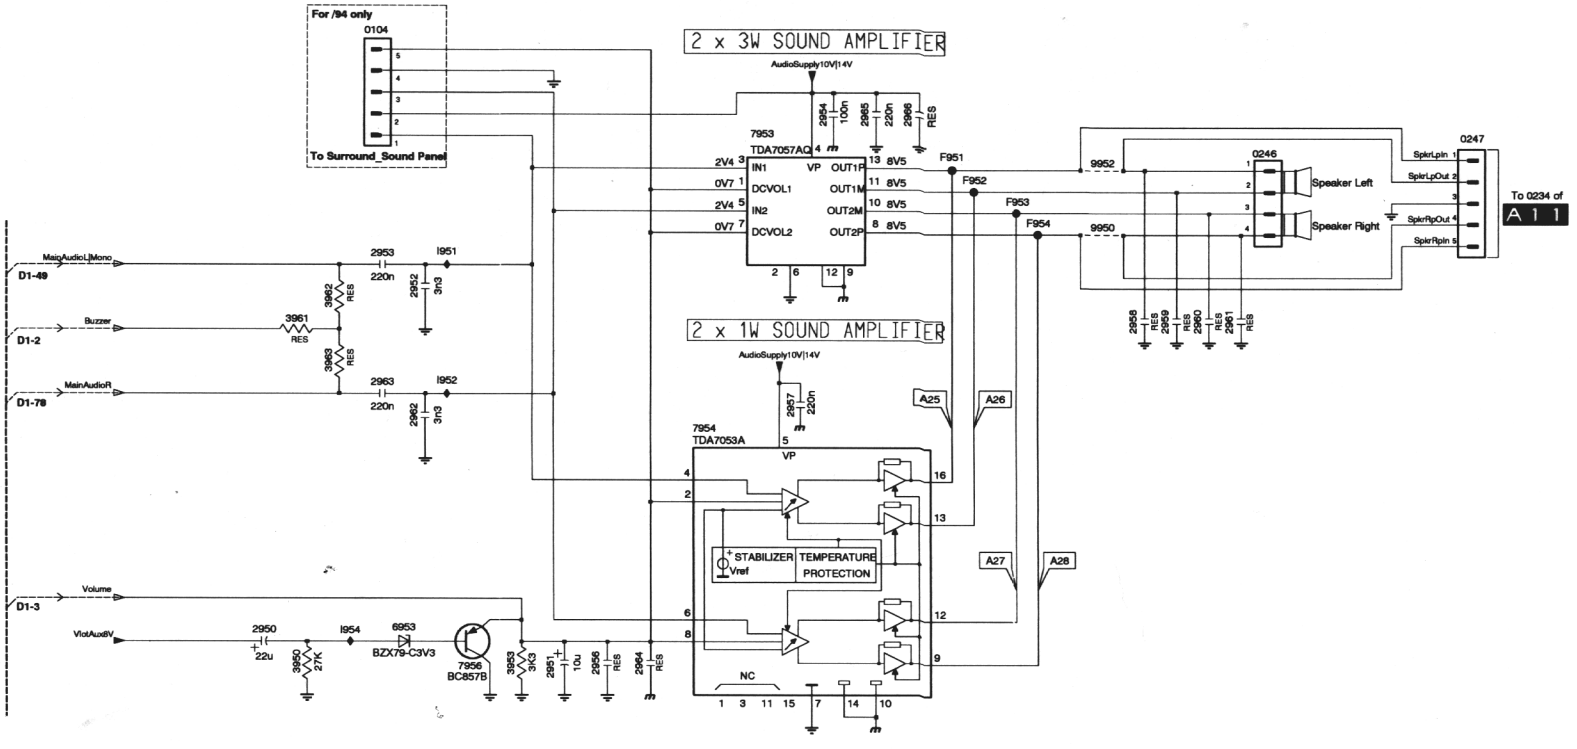 For /94 only
0104
5
4
3
2
1
To Surround_Sound Panel
2 x 3W SOUND AMPLIFIER
AudioSupply10V|14V
2954
100n
2965
220n
2966
RES
7953
TDA7057AQ
4
2V4 3 IN1 VP OUT1P 13 8V5
0V7 1 DCVOL1 OUT1M 11 8V5
2V4 5 IN2 OUT2M 10 8V5
0V7 7 DCVOL2 OUT2P 8 8V5
2 6 12 9
F951
F952
F953
F954
9952
9950
0246
1
2
3
4
Speaker Left
Speaker Right
0247
SpkrLpIn 1
SpkrLpOut 2
3
SpkrRpOut 4
SpkrRpIn 5
To 0234 of
A 1 1
2958
RES
2959
RES
2960
RES
2961
RES
MainAudioL|Mono
D1-49
3962
RES
2953
220n
2952
3n3
I951
Buzzer
D1-2
3961
RES
3963
RES
MainAudioR
D1-78
2963
220n
2962
3n3
I952
2 x 1W SOUND AMPLIFIER
AudioSupply10V|14V
2957
220n
A25
A26
7954
TDA7053A
5
VP
4
2
16
13
+
STABILIZER
Vref
TEMPERATURE
PROTECTION
A27
A28
6
8
12
9
NC
1 3 11 15 7 14 10
Volume
D1-3
VlotAux8V
2950
+
22u
3950
27K
I954
6953
BZX79-C3V3
7956
BC857B
3953
3K3
2951
+
10u
2956
RES
2964
RES